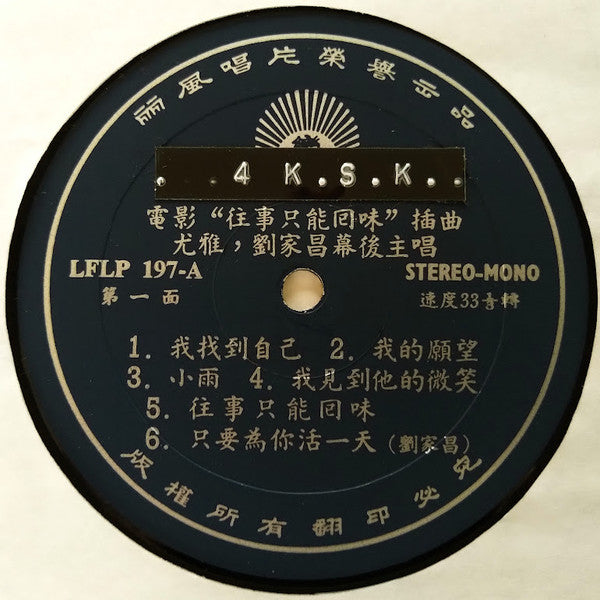 丽風唱片榮譽出品
4 K.S.K.
電影“往事只能回味”插曲
尤雅，劉家昌幕後主唱
LFLP 197-A STEREO-MONO
第一面 速度33轉
1. 我找到自己 2. 我的願望
3. 小雨 4. 我見到他的微笑
5. 往事只能回味
6. 只要為你活一天 (劉家昌)
版權所有翻印必究